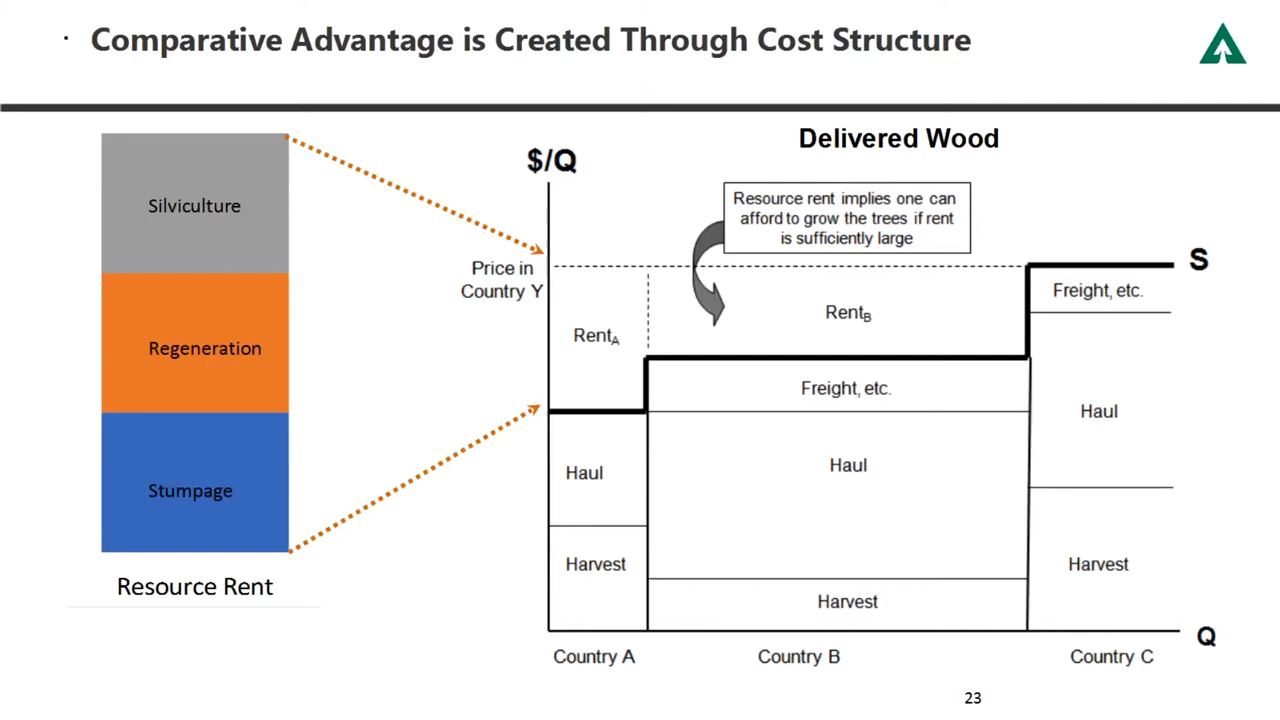 · Comparative Advantage is Created Through Cost Structure
Silviculture
Regeneration
Stumpage
Resource Rent
Delivered Wood
$/Q
Resource rent implies one can
afford to grow the trees if rent
is sufficiently large
Price in
Country Y
S
Freight, etc.
RentB
RentA
Freight, etc.
Haul
Haul
Haul
Harvest
Harvest
Harvest
Q
Country A
Country B
Country C
23